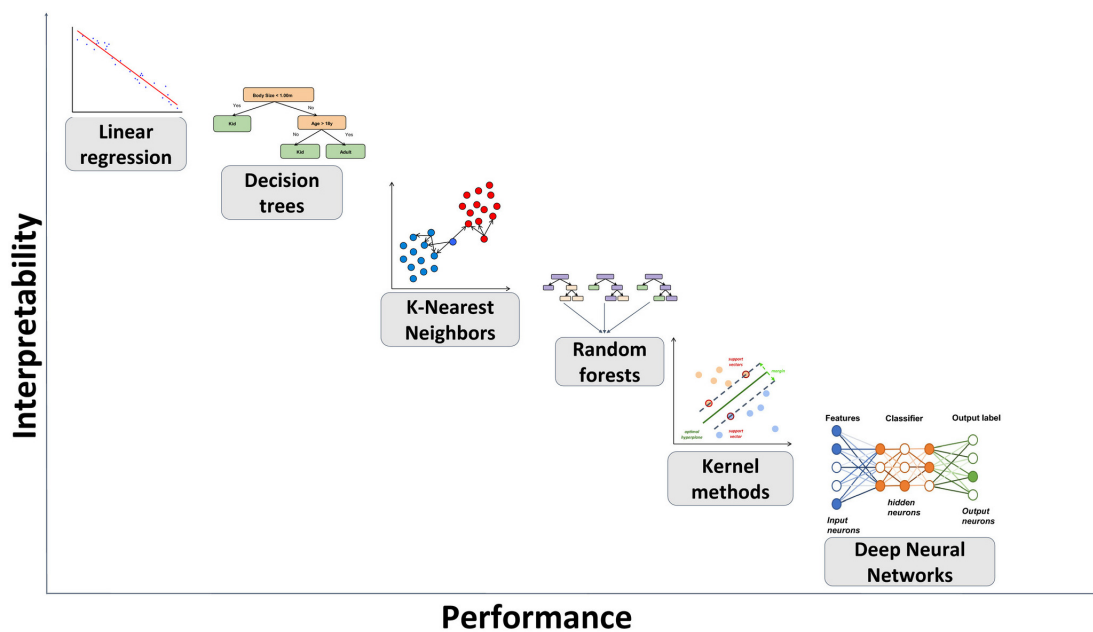 Linear
regression
Body Size < 1.00m
Yes
No
Kid
Age > 16y
No
Yes
Kid
Adult
Decision
trees
K-Nearest
Neighbors
Random
forests
support
vectors
margin
optimal
hyperplane
support
vector
Kernel
methods
Features
Classifier
Output label
Input
neurons
hidden
neurons
Output
neurons
Deep Neural
Networks
Interpretability
Performance